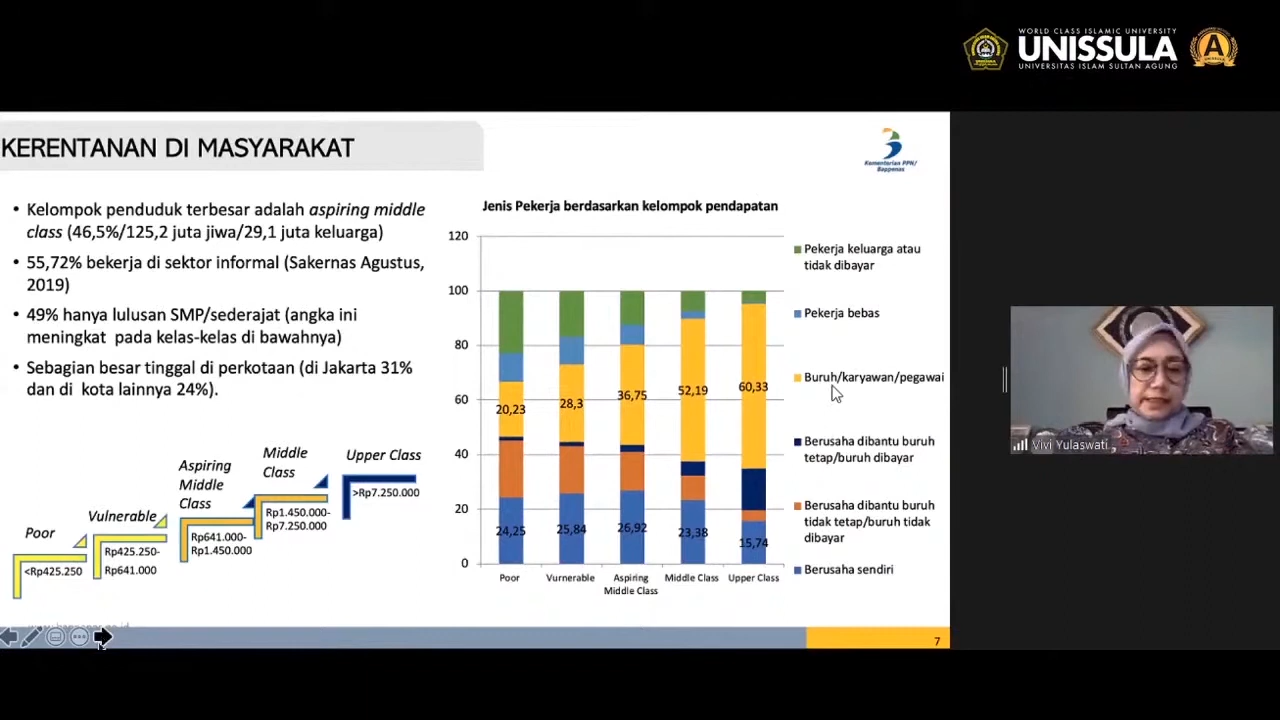 WORLD CLASS ISLAMIC UNIVERSITY
UNISSULA
UNIVERSITAS ISLAM SULTAN AGUNG
KERENTANAN DI MASYARAKAT
Kementerian PPN/
Bappenas
• Kelompok penduduk terbesar adalah aspiring middle
class (46,5%/125,2 juta jiwa/29,1 juta keluarga)
• 55,72% bekerja di sektor informal (Sakernas Agustus,
2019)
• 49% hanya lulusan SMP/sederajat (angka ini
meningkat pada kelas-kelas di bawahnya)
• Sebagian besar tinggal di perkotaan (di Jakarta 31%
dan di kota lainnya 24%).
Poor
<Rp425.250
Vulnerable
Rp425.250-
Rp641.000
Aspiring
Middle
Class
Rp641.000-
Rp1.450.000
Middle
Class
Rp1.450.000-
Rp7.250.000
Upper Class
>Rp7.250.000
Jenis Pekerja berdasarkan kelompok pendapatan
120
100
80
60
40
20
0
20,23
28,3
36,75
52,19
60,33
24,25
25,84
26,92
23,38
15,74
Poor
Vurnerable
Aspiring
Middle Class
Middle Class
Upper Class
Pekerja keluarga atau
tidak dibayar
Pekerja bebas
Buruh/karyawan/pegawai
Berusaha dibantu buruh
tetap/buruh dibayar
Berusaha dibantu buruh
tidak tetap/buruh tidak
dibayar
Berusaha sendiri
7
Vivi Yulaswati